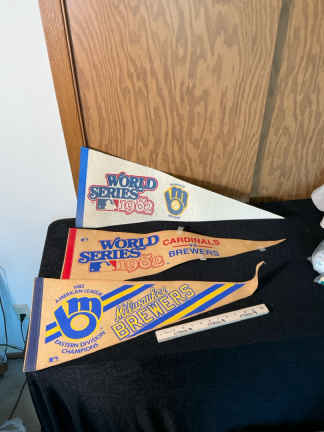 WORLD
SERIES
1982
WORLD
SERIES
1982
CARDINALS
BREWERS
1982
AMERICAN LEAGUE
EASTERN DIVISION
CHAMPIONS
Milwaukee
BREWERS